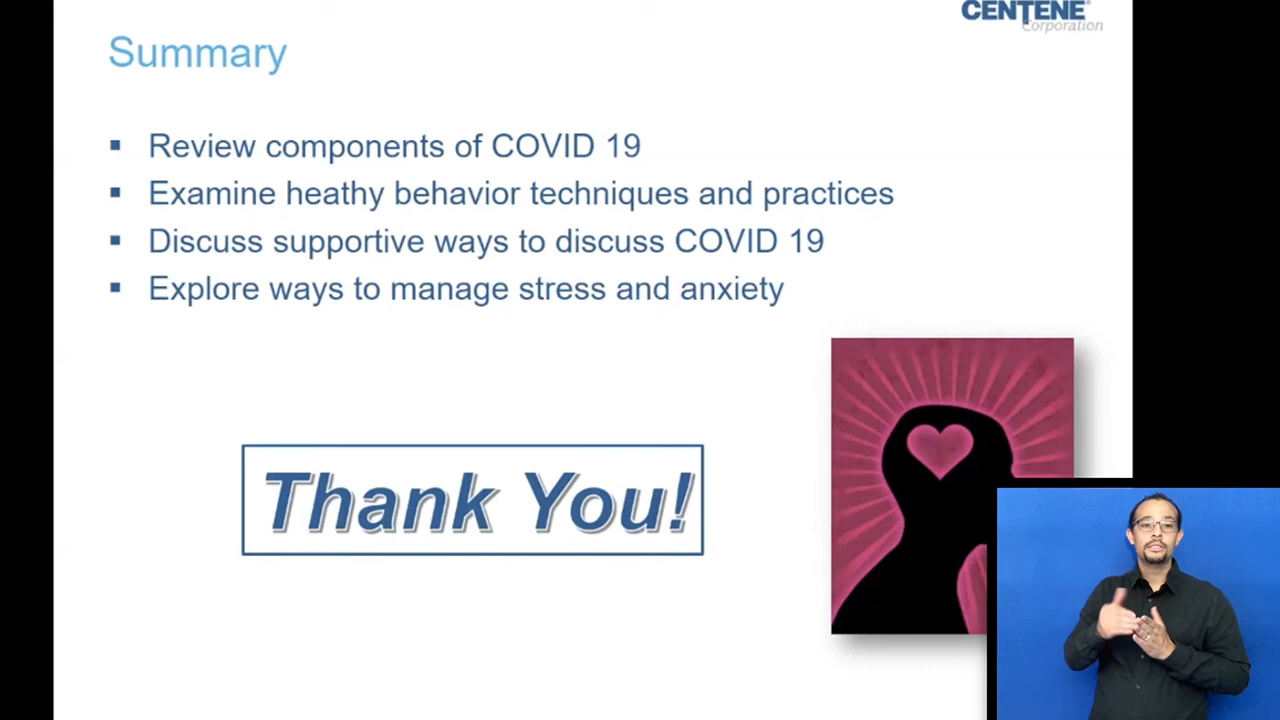 CENTENE®
Corporation
Summary
▪ Review components of COVID 19
▪ Examine heathy behavior techniques and practices
▪ Discuss supportive ways to discuss COVID 19
▪ Explore ways to manage stress and anxiety
Thank You!